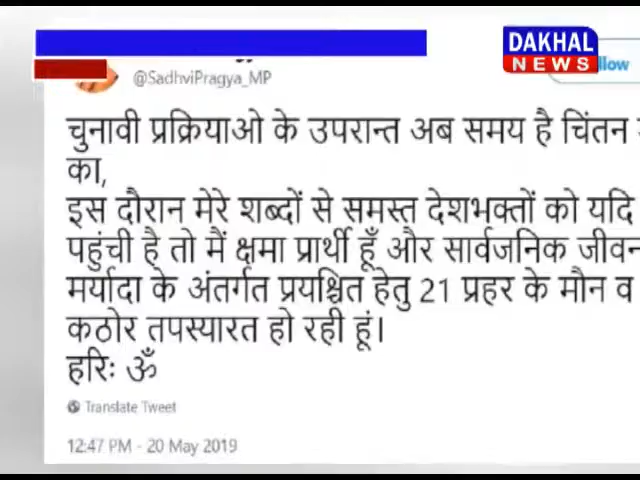 DAKHAL
NEWS
llow
@SadhviPragya_MP
चुनावी प्रक्रियाओ के उपरान्त अब समय है चिंतन
का,
इस दौरान मेरे शब्दों से समस्त देशभक्तों को यदि
पहुंची है तो मैं क्षमा प्रार्थी हूँ और सार्वजनिक जीवन
मर्यादा के अंतर्गत प्रयश्चित हेतु 21 प्रहर के मौन व
कठोर तपस्यारत हो रही हूं।
हरिः ॐ
Translate Tweet
12:47 PM - 20 May 2019